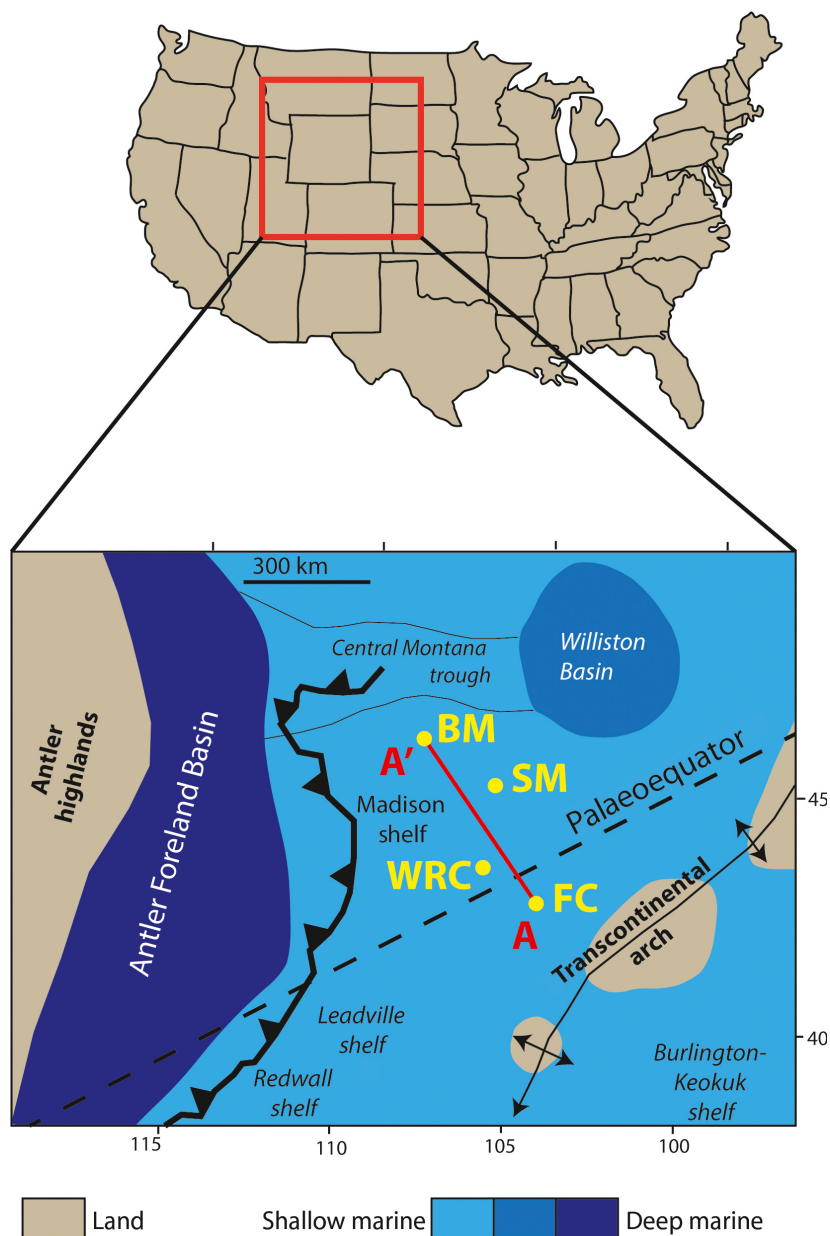 300 km
Central Montana
trough
Williston
Basin
Antler
highlands
Antler Foreland Basin
BM
A′
SM
Palaeoequator
Madison
shelf
45
WRC
FC
A
Transcontinental
arch
Leadville
shelf
40
Burlington-
Keokuk
shelf
Redwall
shelf
115
110
105
100
Land
Shallow marine
Deep marine